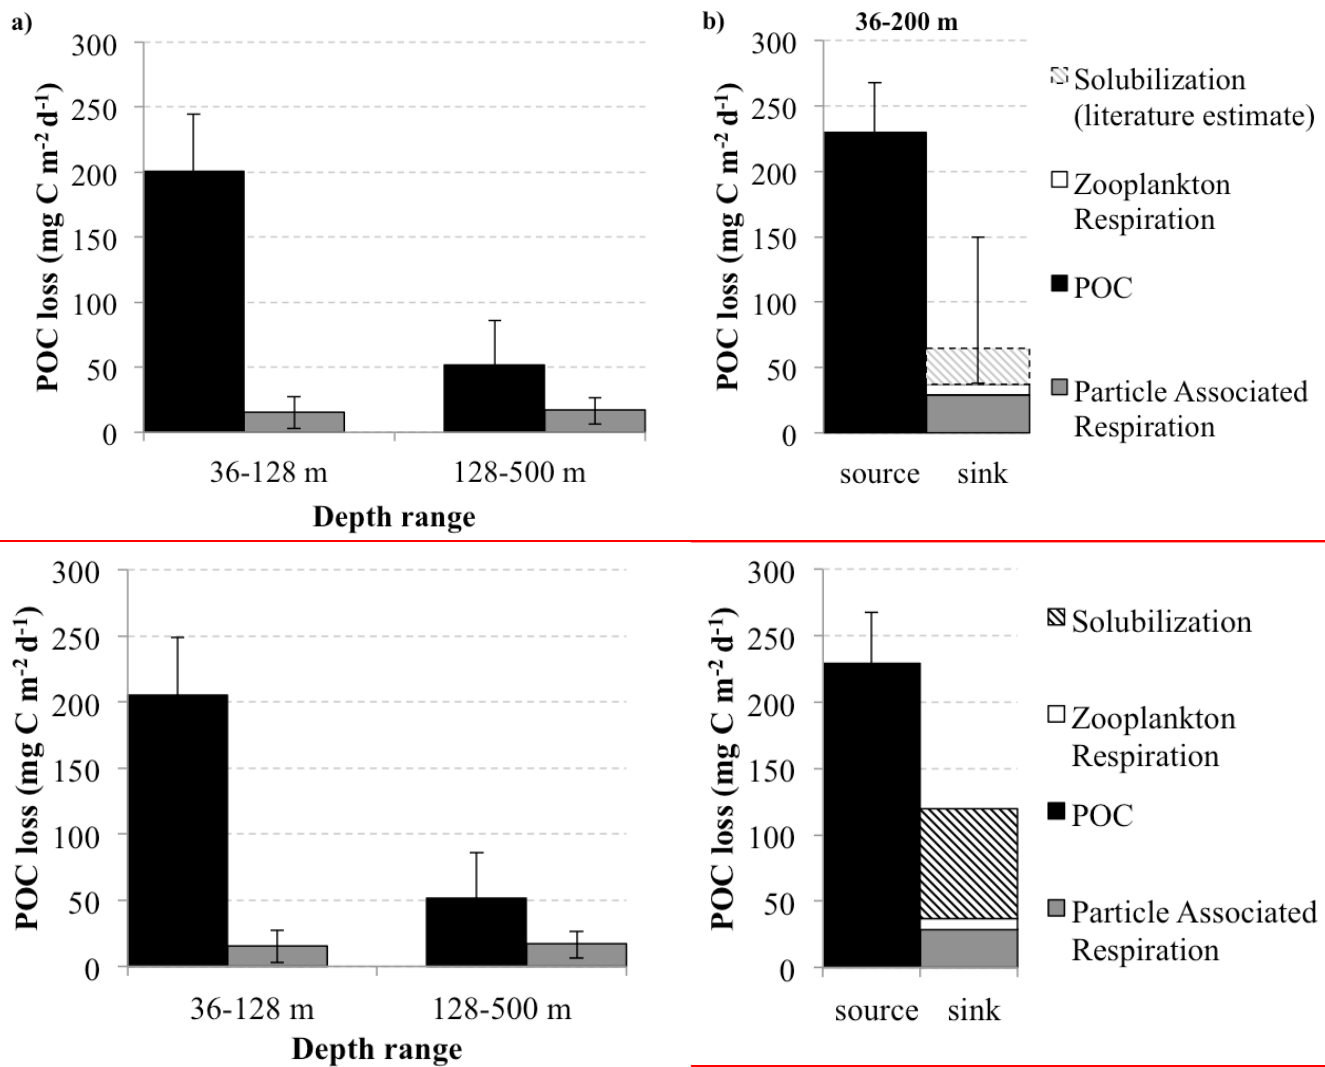 a)
300
250
200
150
100
50
0
POC loss (mg C m-2 d-1)
36-128 m
128-500 m
Depth range
b)
36-200 m
300
250
200
150
100
50
0
POC loss (mg C m-2 d-1)
source
sink
Solubilization
(literature estimate)
Zooplankton
Respiration
POC
Particle Associated
Respiration
300
250
200
150
100
50
0
POC loss (mg C m-2 d-1)
36-128 m
128-500 m
Depth range
300
250
200
150
100
50
0
POC loss (mg C m-2 d-1)
source
sink
Solubilization
Zooplankton
Respiration
POC
Particle Associated
Respiration